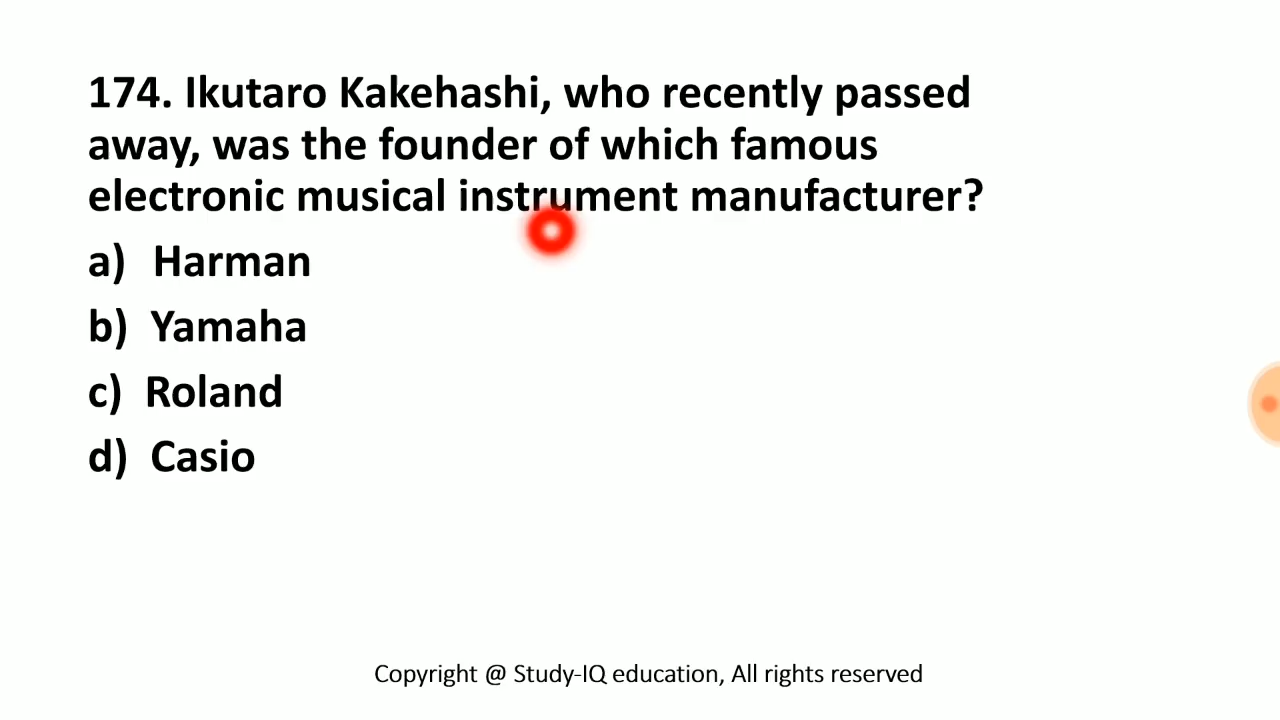 174. Ikutaro Kakehashi, who recently passed
away, was the founder of which famous
electronic musical instrument manufacturer?
a) Harman
b) Yamaha
c) Roland
d) Casio
Copyright @ Study-IQ education, All rights reserved